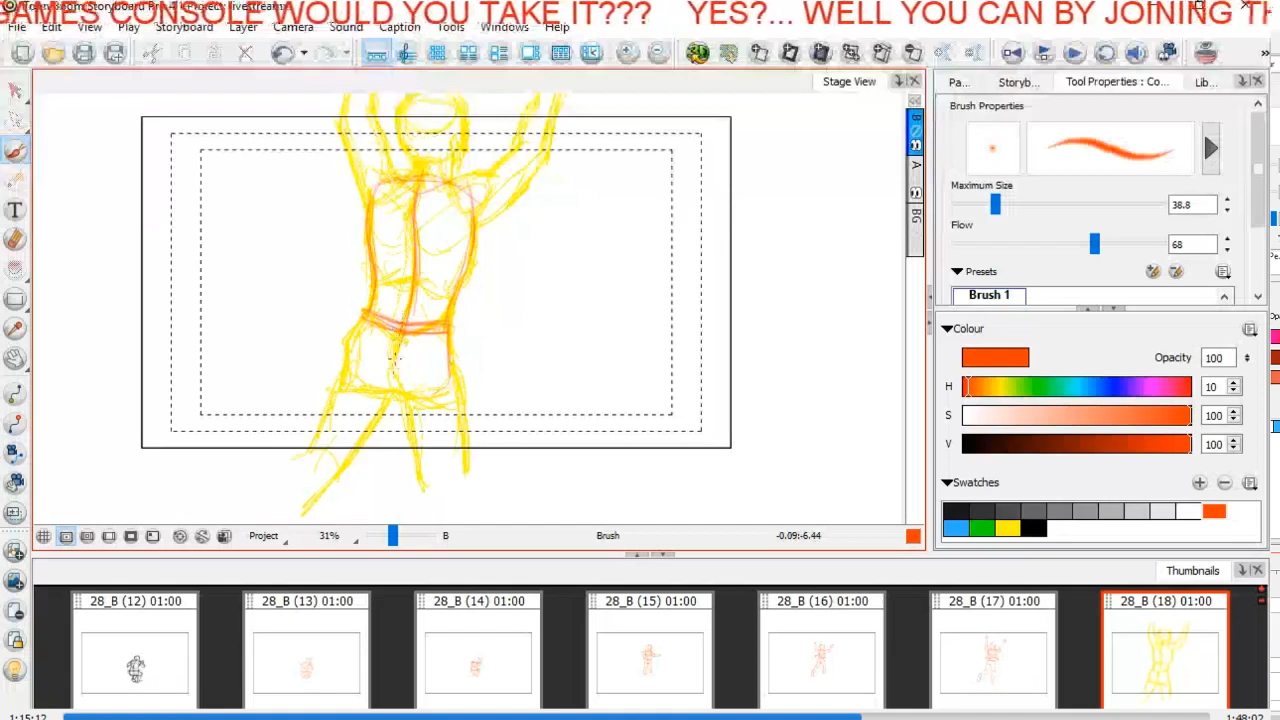 GAMES CONSOLE WOULD YOU TAKE IT??? YES?... WELL YOU CAN BY JOINING
File Edit View Play Storyboard Layer Camera Sound Caption Tools Windows Help
Stage View
Pa... Storyb... Tool Properties : Co... Lib...
Brush Properties
Maximum Size
38.8
Flow
68
Presets
Brush 1
B
A
BG
Colour
Opacity 100
H 10
S 100
V 100
Swatches
Project 31% B Brush -0.09:-6.44
Thumbnails
28_B (12) 01:00 28_B (13) 01:00 28_B (14) 01:00 28_B (15) 01:00 28_B (16) 01:00 28_B (17) 01:00 28_B (18) 01:00
1:15:12 1:48:02